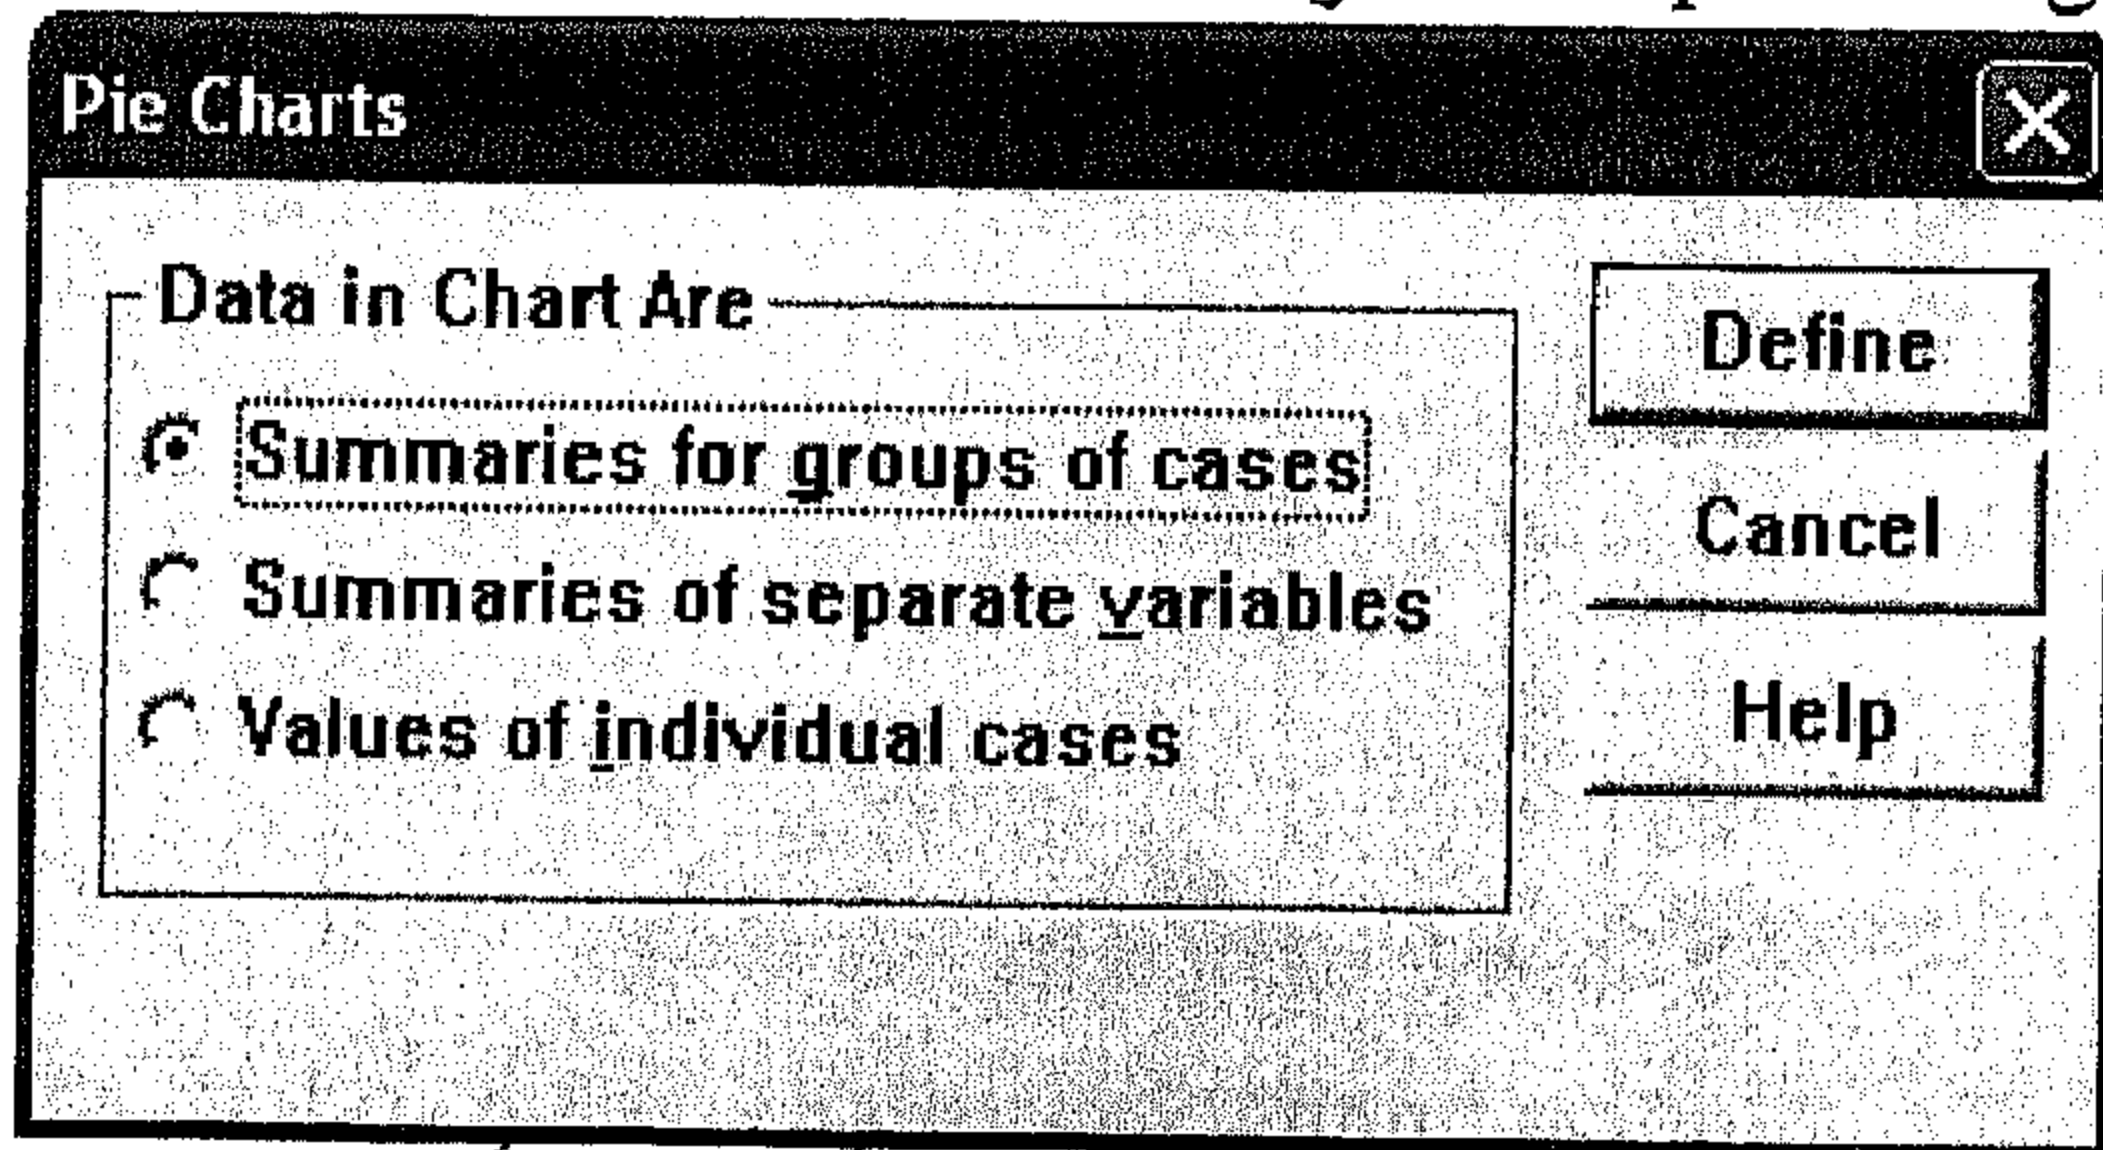 Pie Charts
Data in Chart Are
Summaries for groups of cases
Summaries of separate variables
Values of individual cases
Define
Cancel
Help